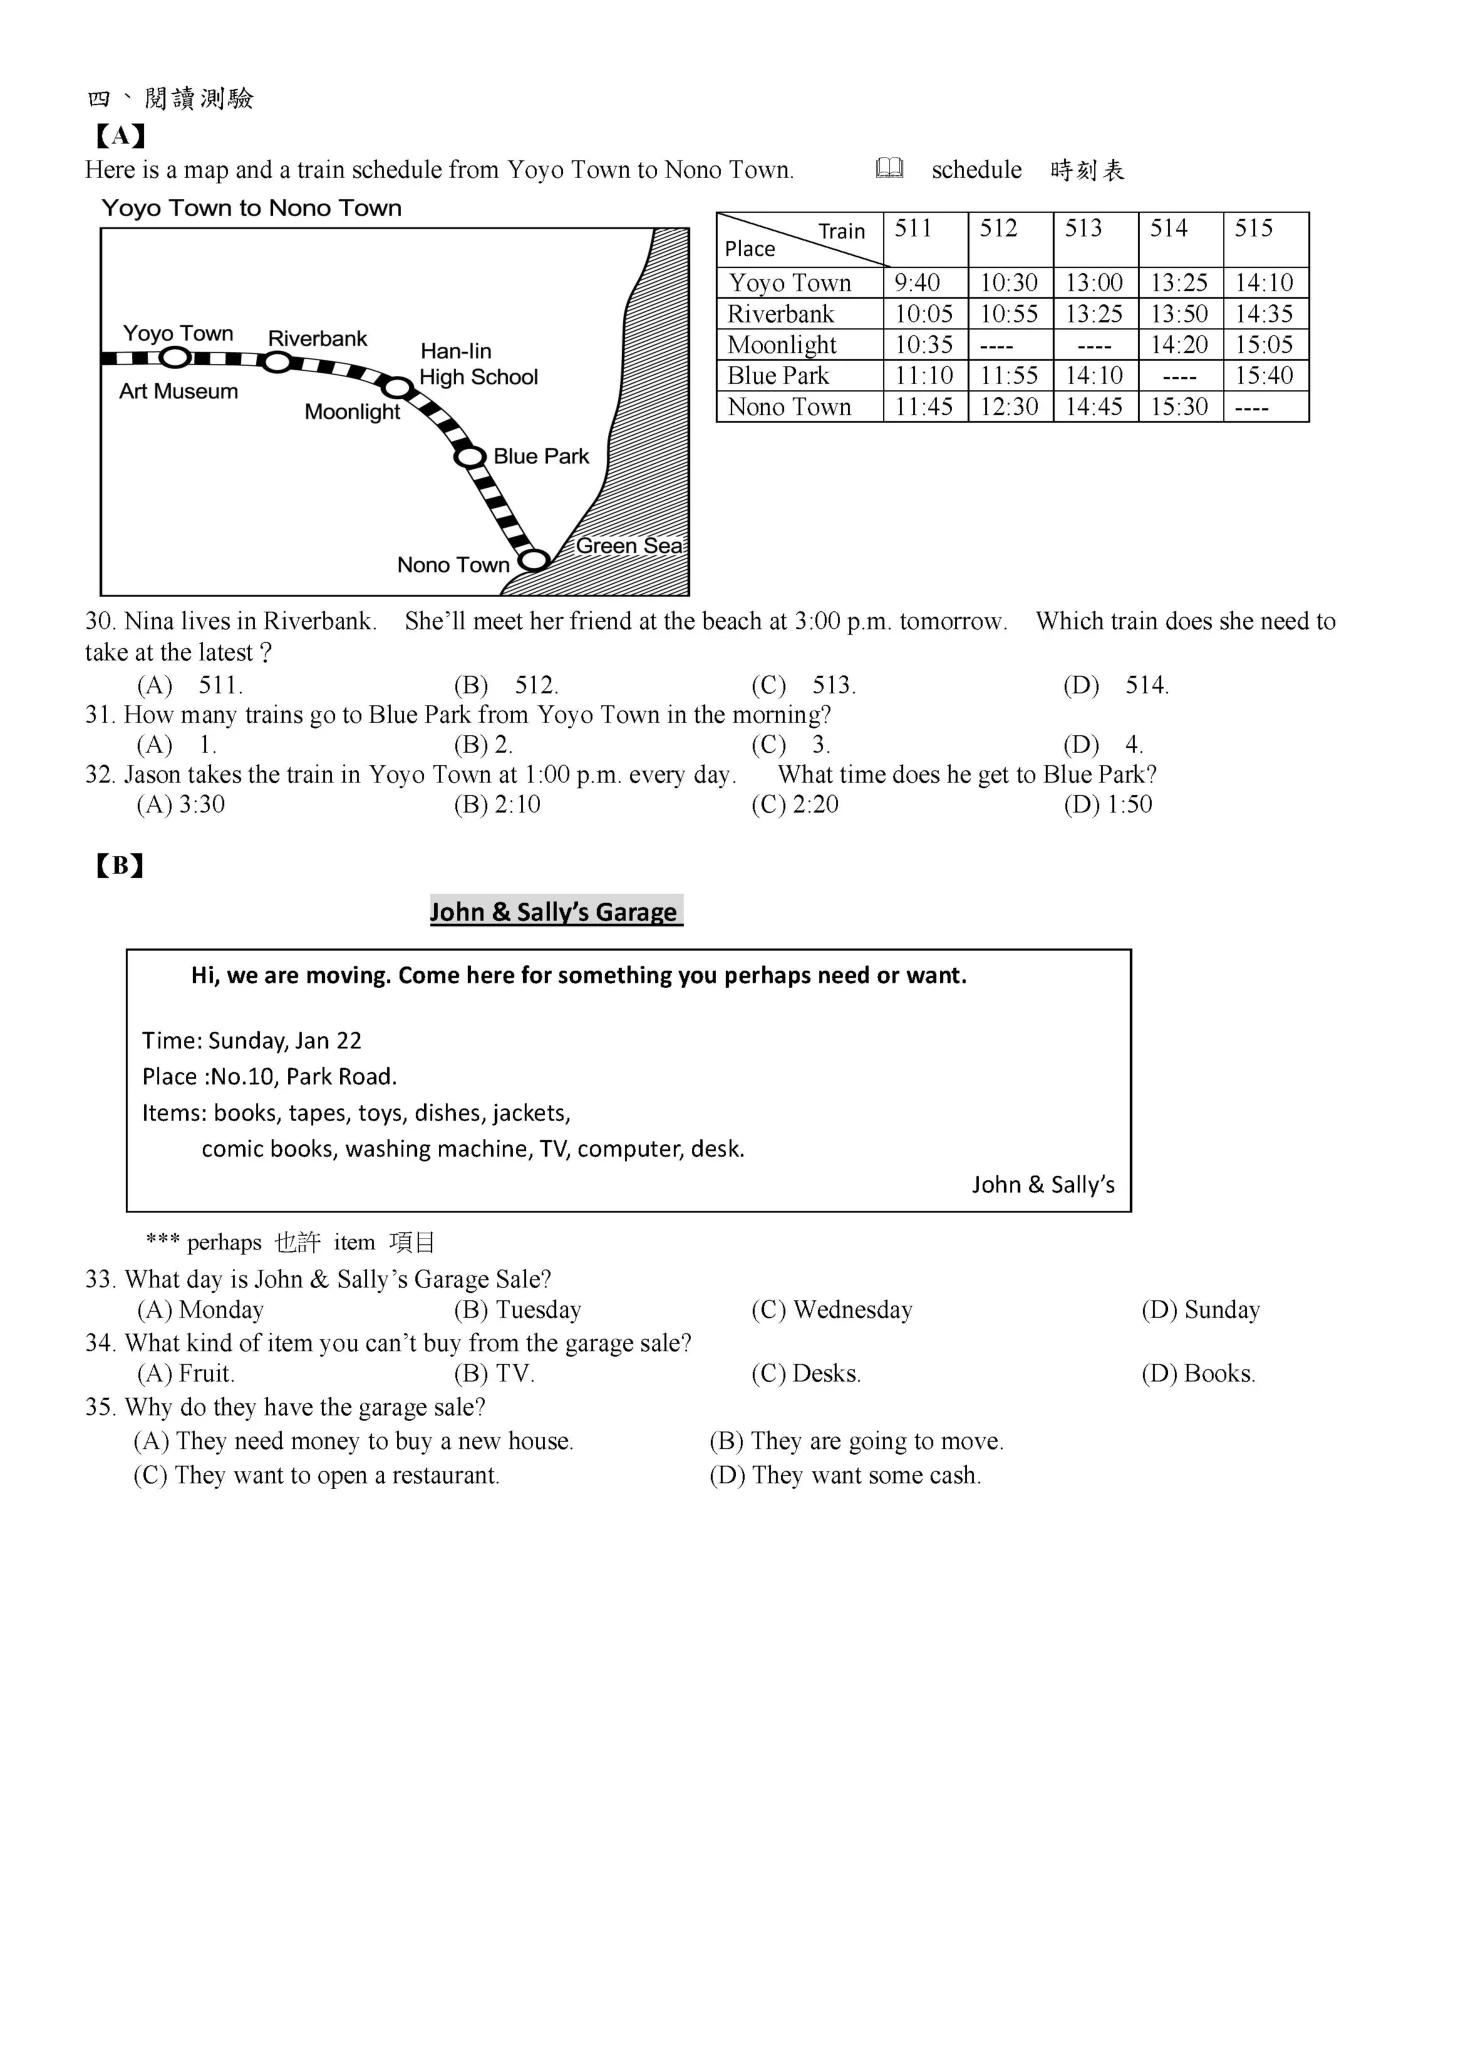 四、閱讀測驗
【A】
Here is a map and a train schedule from Yoyo Town to Nono Town. schedule 時刻表
Yoyo Town to Nono Town
Yoyo Town
Riverbank
Han-lin
High School
Art Museum
Moonlight
Blue Park
Green Sea
Nono Town
Train 511 512 513 514 515
Place
Yoyo Town 9:40 10:30 13:00 13:25 14:10
Riverbank 10:05 10:55 13:25 13:50 14:35
Moonlight 10:35 ---- ---- 14:20 15:05
Blue Park 11:10 11:55 14:10 ---- 15:40
Nono Town 11:45 12:30 14:45 15:30 ----
30. Nina lives in Riverbank. She’ll meet her friend at the beach at 3:00 p.m. tomorrow. Which train does she need to
take at the latest？
(A) 511. (B) 512. (C) 513. (D) 514.
31. How many trains go to Blue Park from Yoyo Town in the morning?
(A) 1. (B) 2. (C) 3. (D) 4.
32. Jason takes the train in Yoyo Town at 1:00 p.m. every day. What time does he get to Blue Park?
(A) 3:30 (B) 2:10 (C) 2:20 (D) 1:50
【B】
John & Sally’s Garage
Hi, we are moving. Come here for something you perhaps need or want.
Time: Sunday, Jan 22
Place :No.10, Park Road.
Items: books, tapes, toys, dishes, jackets,
comic books, washing machine, TV, computer, desk.
John & Sally’s
*** perhaps 也許 item 項目
33. What day is John & Sally’s Garage Sale?
(A) Monday (B) Tuesday (C) Wednesday (D) Sunday
34. What kind of item you can’t buy from the garage sale?
(A) Fruit. (B) TV. (C) Desks. (D) Books.
35. Why do they have the garage sale?
(A) They need money to buy a new house. (B) They are going to move.
(C) They want to open a restaurant. (D) They want some cash.